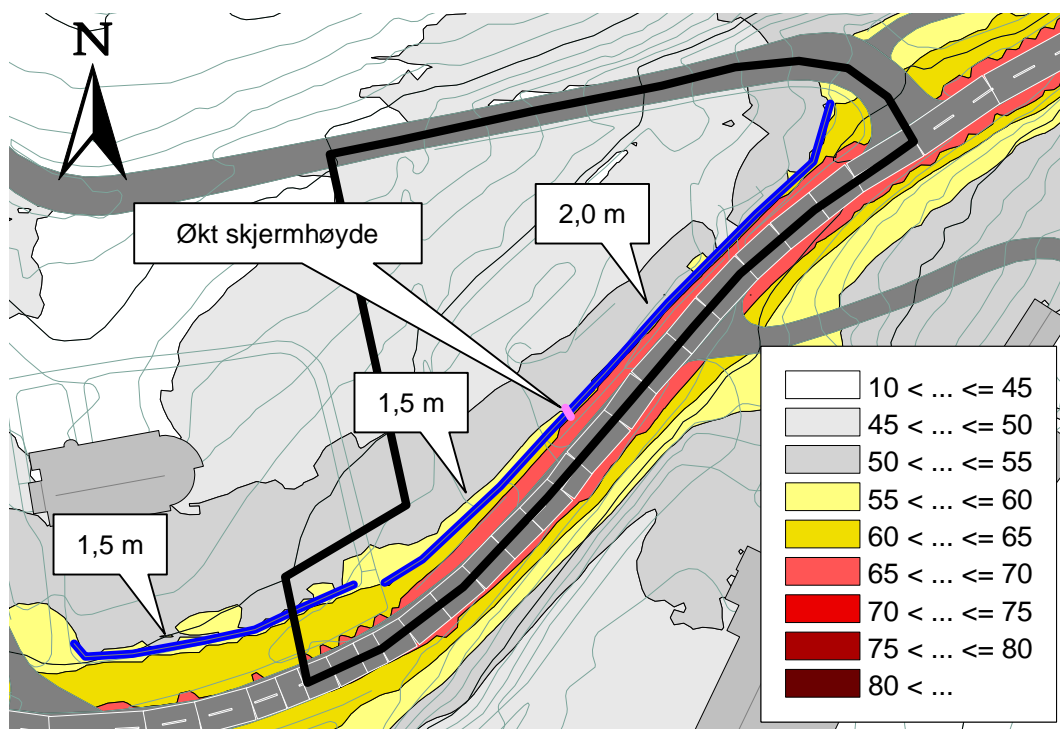 N
2,0 m
Økt skjermhøyde
1,5 m
1,5 m
10 < ... <= 45
45 < ... <= 50
50 < ... <= 55
55 < ... <= 60
60 < ... <= 65
65 < ... <= 70
70 < ... <= 75
75 < ... <= 80
80 < ...